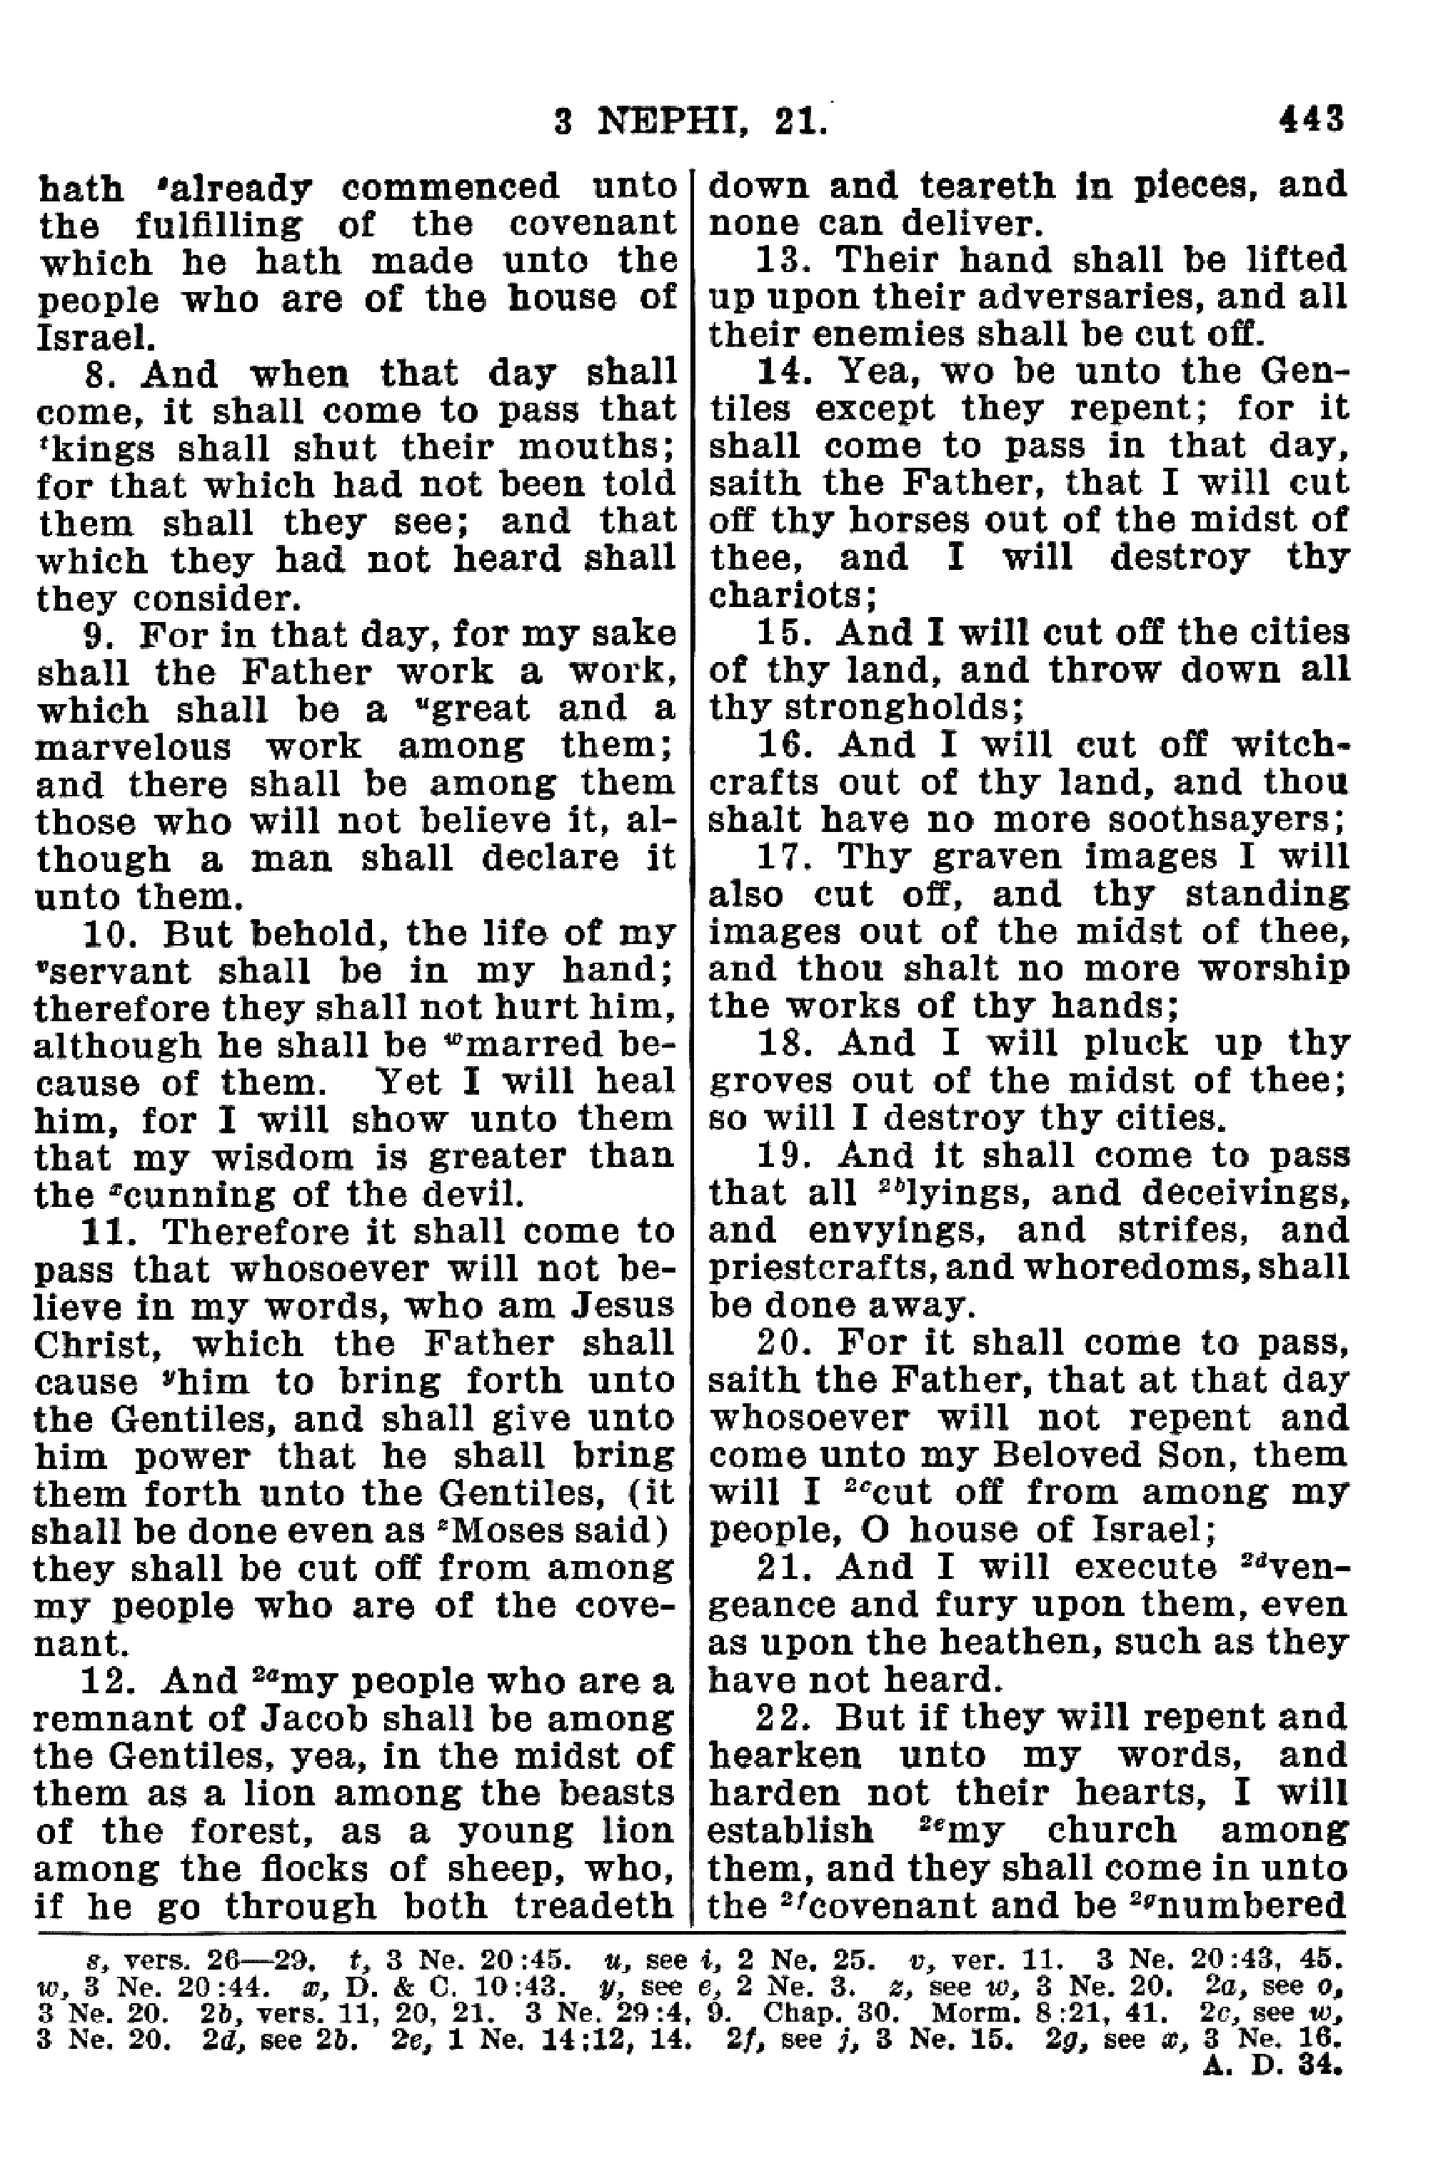 3 NEPHI, 21.
443
hath ˢalready commenced unto
the fulfilling of the covenant
which he hath made unto the
people who are of the house of
Israel.
8. And when that day shall
come, it shall come to pass that
ᵗkings shall shut their mouths;
for that which had not been told
them shall they see; and that
which they had not heard shall
they consider.
9. For in that day, for my sake
shall the Father work a work,
which shall be a ᵘgreat and a
marvelous work among them;
and there shall be among them
those who will not believe it, al-
though a man shall declare it
unto them.
10. But behold, the life of my
ᵛservant shall be in my hand;
therefore they shall not hurt him,
although he shall be ʷmarred be-
cause of them. Yet I will heal
him, for I will show unto them
that my wisdom is greater than
the ˣcunning of the devil.
11. Therefore it shall come to
pass that whosoever will not be-
lieve in my words, who am Jesus
Christ, which the Father shall
cause ʸhim to bring forth unto
the Gentiles, and shall give unto
him power that he shall bring
them forth unto the Gentiles, (it
shall be done even as ᶻMoses said)
they shall be cut off from among
my people who are of the cove-
nant.
12. And ²ᵃmy people who are a
remnant of Jacob shall be among
the Gentiles, yea, in the midst of
them as a lion among the beasts
of the forest, as a young lion
among the flocks of sheep, who,
if he go through both treadeth
down and teareth in pieces, and
none can deliver.
13. Their hand shall be lifted
up upon their adversaries, and all
their enemies shall be cut off.
14. Yea, wo be unto the Gen-
tiles except they repent; for it
shall come to pass in that day,
saith the Father, that I will cut
off thy horses out of the midst of
thee, and I will destroy thy
chariots;
15. And I will cut off the cities
of thy land, and throw down all
thy strongholds;
16. And I will cut off witch-
crafts out of thy land, and thou
shalt have no more soothsayers;
17. Thy graven images I will
also cut off, and thy standing
images out of the midst of thee,
and thou shalt no more worship
the works of thy hands;
18. And I will pluck up thy
groves out of the midst of thee;
so will I destroy thy cities.
19. And it shall come to pass
that all ²ᵇlyings, and deceivings,
and envyings, and strifes, and
priestcrafts, and whoredoms, shall
be done away.
20. For it shall come to pass,
saith the Father, that at that day
whosoever will not repent and
come unto my Beloved Son, them
will I ²ᶜcut off from among my
people, O house of Israel;
21. And I will execute ²ᵈven-
geance and fury upon them, even
as upon the heathen, such as they
have not heard.
22. But if they will repent and
hearken unto my words, and
harden not their hearts, I will
establish ²ᵉmy church among
them, and they shall come in unto
the ²ᶠcovenant and be ²ᵍnumbered
s, vers. 26—29. t, 3 Ne. 20:45. u, see i, 2 Ne. 25. v, ver. 11. 3 Ne. 20:43, 45.
w, 3 Ne. 20:44. x, D. & C. 10:43. y, see e, 2 Ne. 3. z, see w, 3 Ne. 20. 2a, see o,
3 Ne. 20. 2b, vers. 11, 20, 21. 3 Ne. 29:4, 9. Chap. 30. Morm. 8:21, 41. 2c, see w,
3 Ne. 20. 2d, see 2b. 2e, 1 Ne. 14:12, 14. 2f, see j, 3 Ne. 15. 2g, see x, 3 Ne. 16.
A. D. 34.